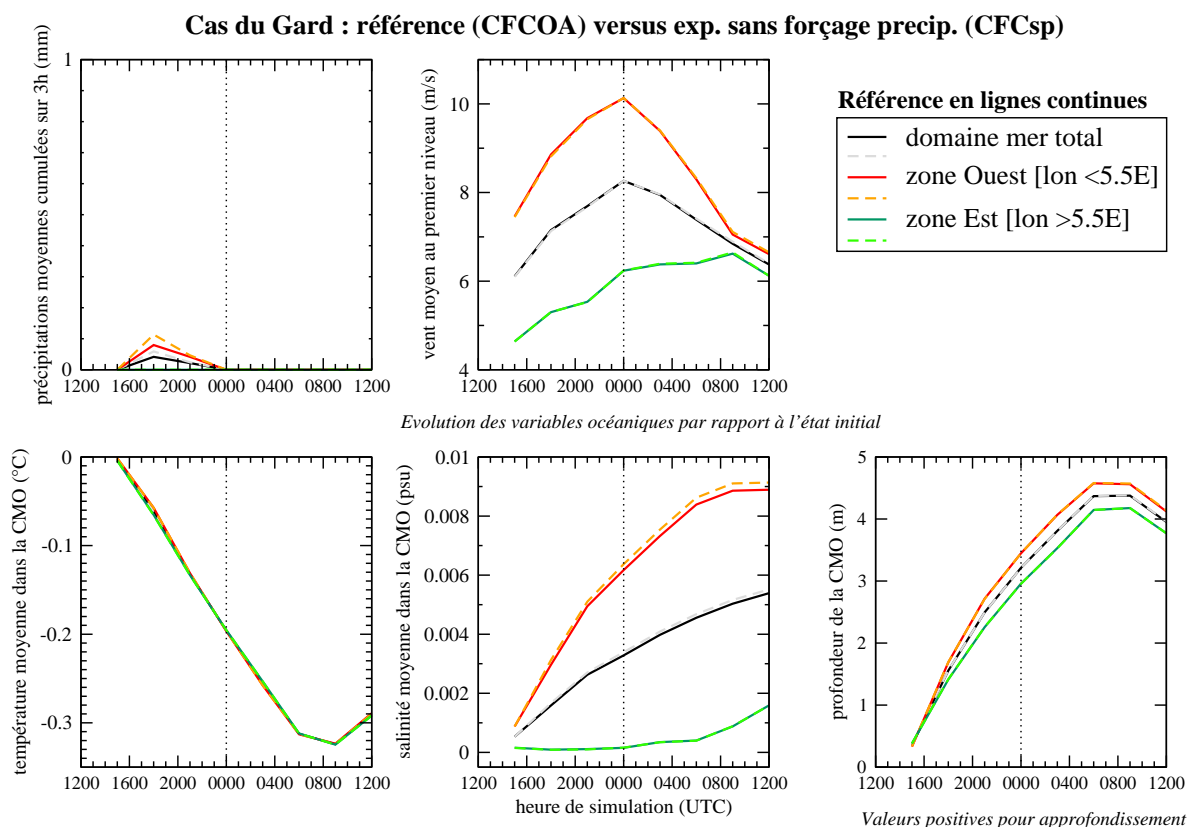 Cas du Gard : référence (CFCOA) versus exp. sans forçage precip. (CFCsp)
précipitations moyennes cumulées sur 3h (mm)
1
0
1200 1600 2000 0000 0400 0800 1200
vent moyen au premier niveau (m/s)
10
8
6
4
1200 1600 2000 0000 0400 0800 1200
Référence en lignes continues
domaine mer total
zone Ouest [lon <5.5E]
zone Est [lon >5.5E]
Evolution des variables océaniques par rapport à l'état initial
température moyenne dans la CMO (°C)
0
-0.1
-0.2
-0.3
1200 1600 2000 0000 0400 0800 1200
salinité moyenne dans la CMO (psu)
0.01
0.008
0.006
0.004
0.002
0
1200 1600 2000 0000 0400 0800 1200
heure de simulation (UTC)
profondeur de la CMO (m)
5
4
3
2
1
0
1200 1600 2000 0000 0400 0800 1200
Valeurs positives pour approfondissement